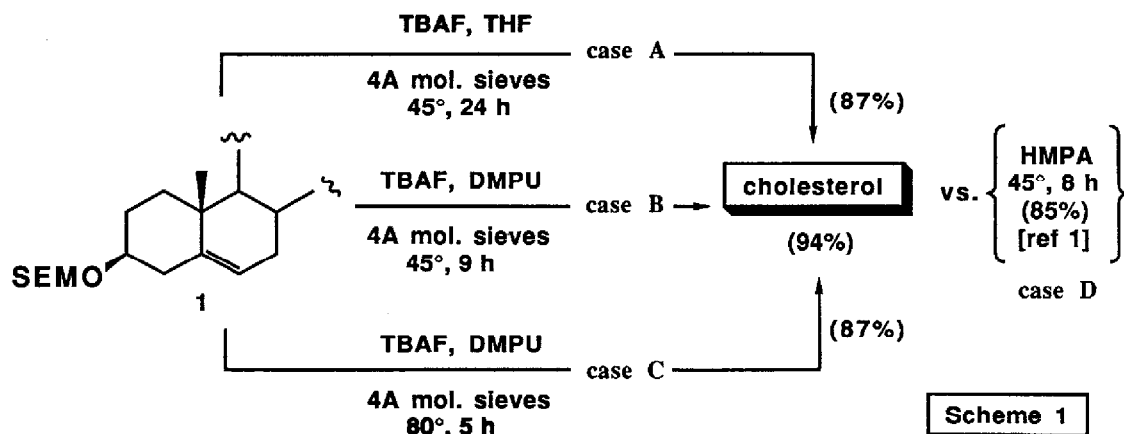 TBAF, THF
case A
4A mol. sieves
45°, 24 h
(87%)
TBAF, DMPU
case B
4A mol. sieves
45°, 9 h
cholesterol
(94%)
vs.
HMPA
45°, 8 h
(85%)
[ref 1]
case D
SEMO
1
TBAF, DMPU
case C
4A mol. sieves
80°, 5 h
(87%)
Scheme 1